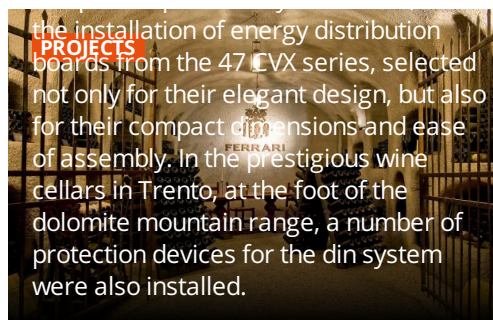 the installation of energy distribution
PROJECTS
boards from the 47 CVX series, selected
not only for their elegant design, but also
for their compact dimensions and ease
FERRARI
of assembly. In the prestigious wine
cellars in Trento, at the foot of the
dolomite mountain range, a number of
protection devices for the din system
were also installed.